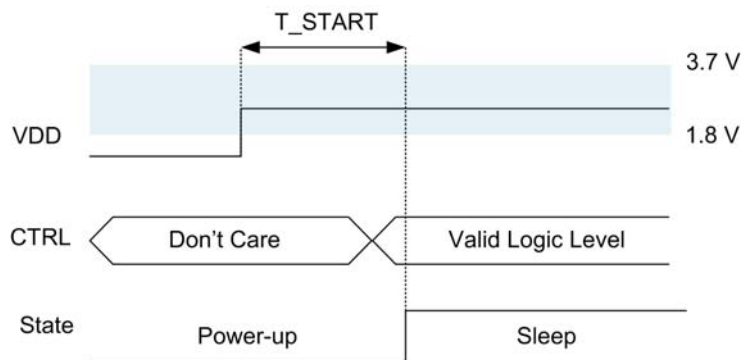 T_START
3.7 V
VDD
1.8 V
CTRL
Don't Care
Valid Logic Level
State
Power-up
Sleep